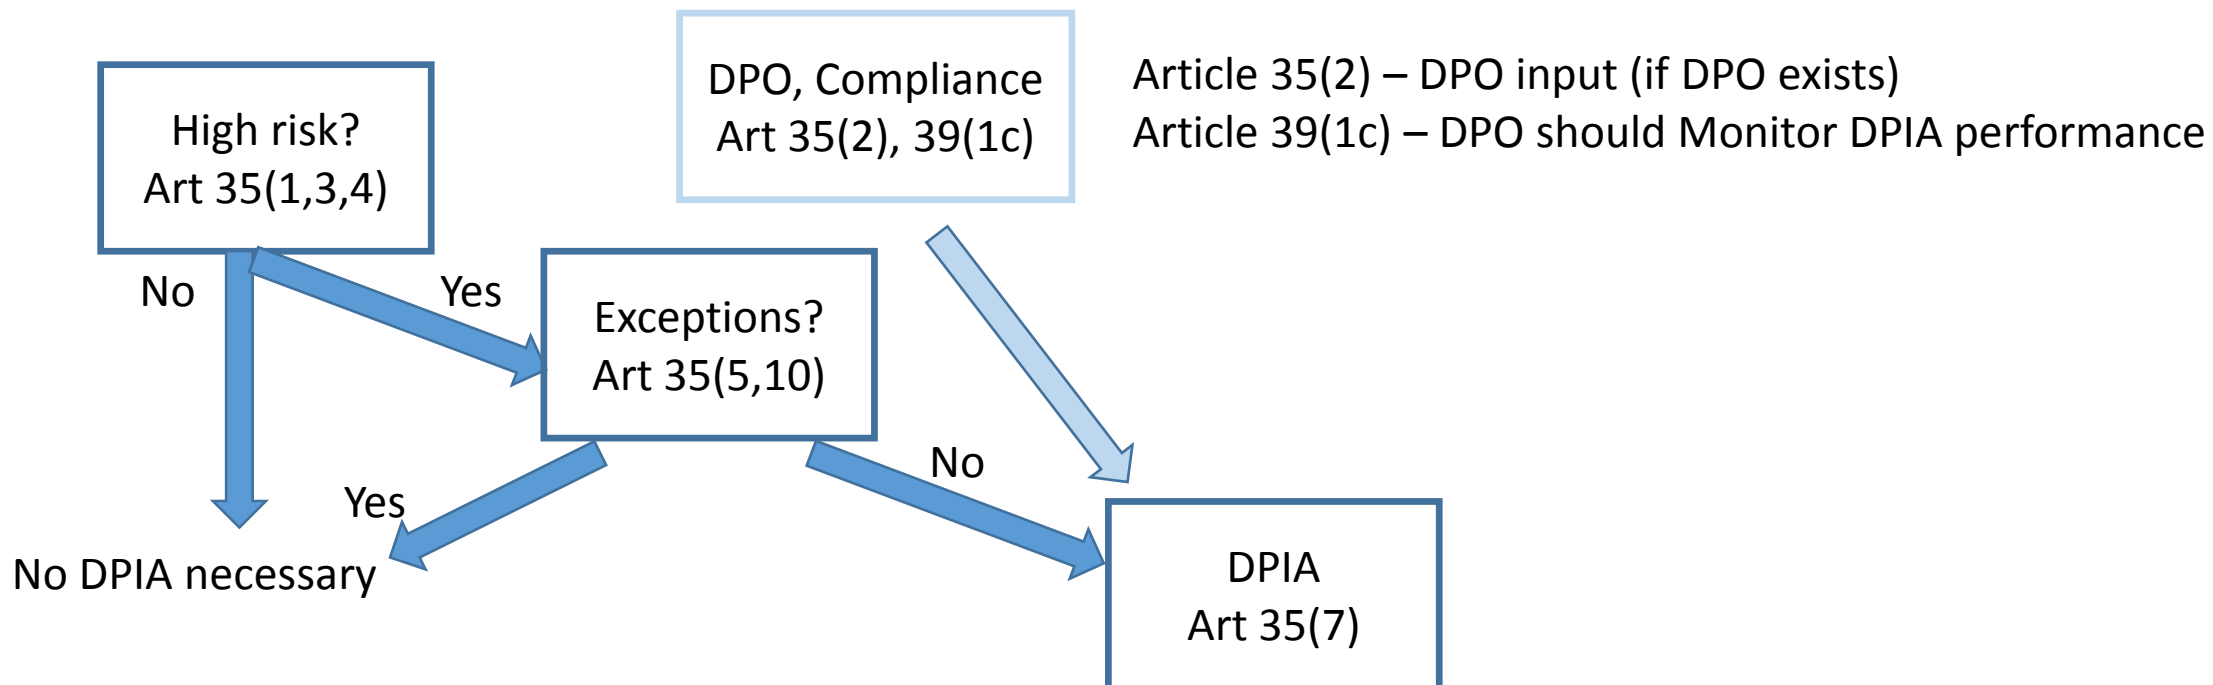 DPO, Compliance
Art 35(2), 39(1c)
Article 35(2) – DPO input (if DPO exists)
Article 39(1c) – DPO should Monitor DPIA performance
High risk?
Art 35(1,3,4)
No
Yes
Exceptions?
Art 35(5,10)
Yes
No
No DPIA necessary
DPIA
Art 35(7)